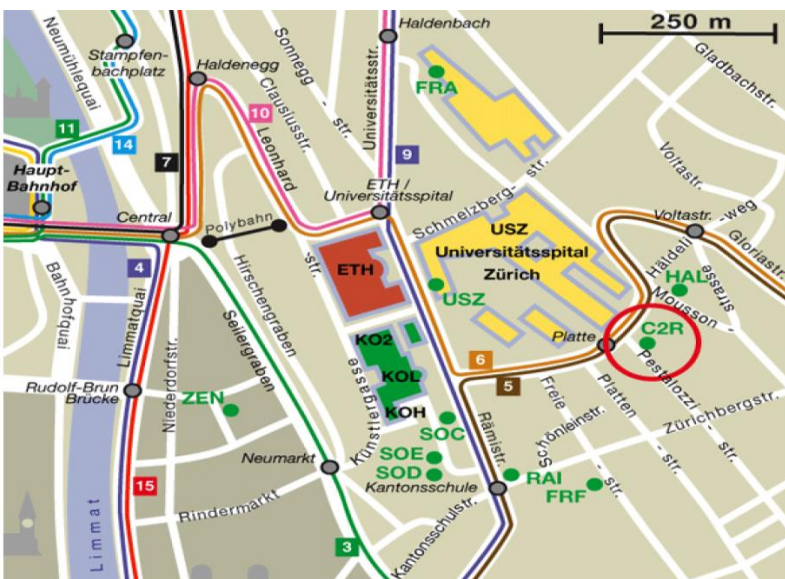 250 m
Haldenbach
Gladbachstr.
Neumühlequai
Stampfen-
bachplatz
Haldenegg
Sonnegg
-
str.
Clausiusstr.
Universitätsstr.
FRA
11
14
10
7
9
Leonhard
-
str.
Voltastr.
Haupt-
Bahnhof
ETH /
Universitätsspital
Schmelzberg-
str.
Central
Polybahn
USZ
Universitätsspital
Zürich
Voltastr.
Häldeli
-weg
Gloriastr.
4
ETH
USZ
HAL
Mousson
-
strasse
Bahnhofquai
Limmatquai
Hirschengraben
Seilergraben
KO2
KOL
KOH
Platte
C2R
6
5
Rudolf-Brun
Brücke
Niederdorfstr.
ZEN
Künstlergasse
Rämistr.
Freie
-
str.
Platten
-
str.
Pestalozzi
-
str.
Zürichbergstr.
Schönleinstr.
SOC
SOE
SOD
Neumarkt
Kantonsschule
RAI
FRF
15
Rindermarkt
Kantonsschulstr.
3
Limmat